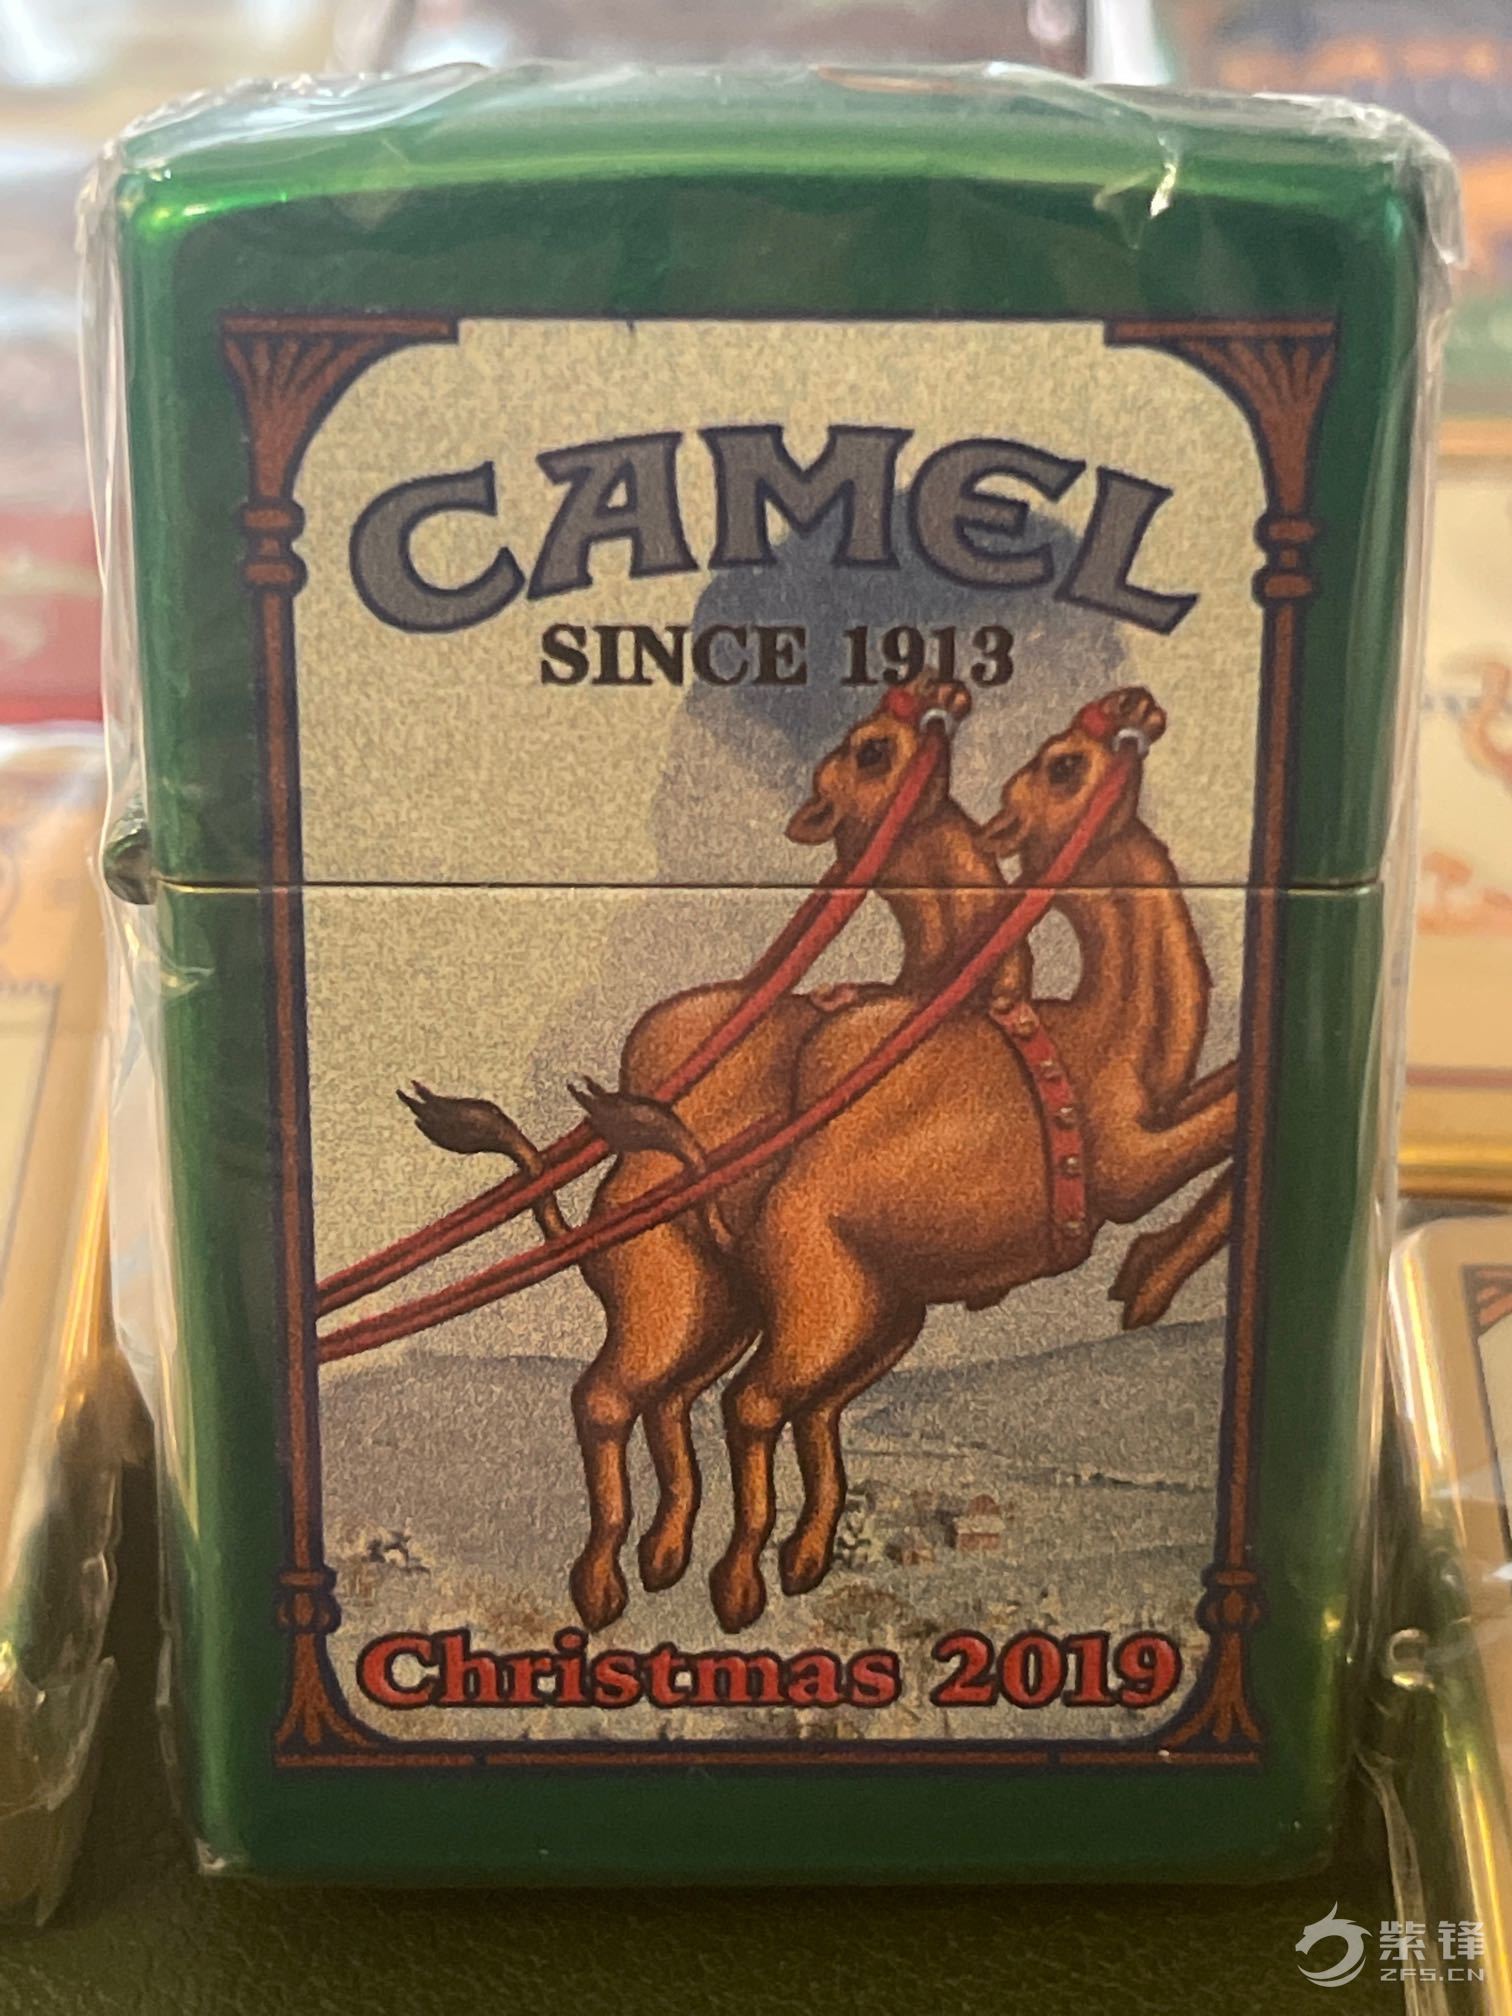 CAMEL
SINCE 1913
Christmas 2019
紫锋
ZFS.CN